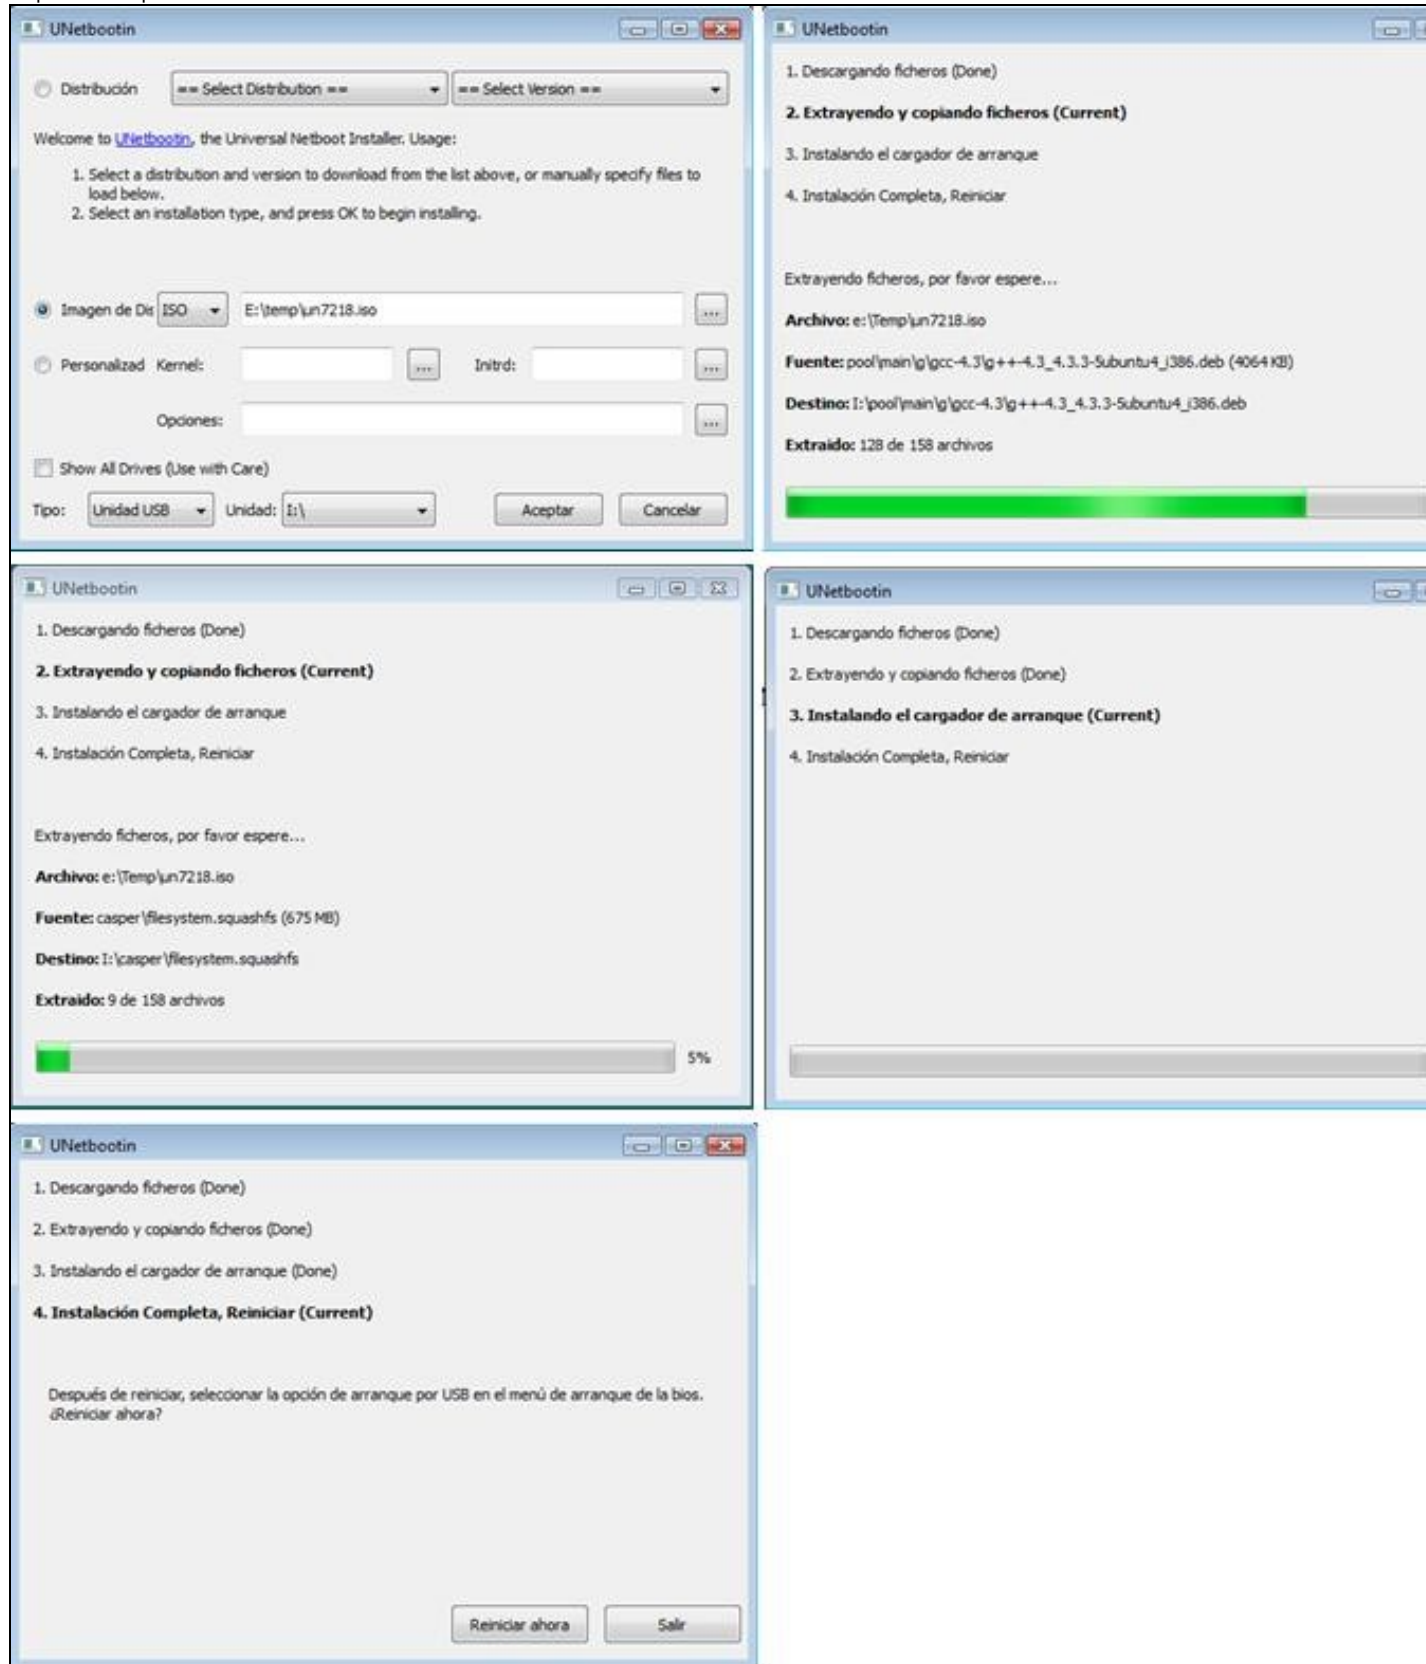 UNetbootin
Distribución == Select Distribution == == Select Version ==
Welcome to UNetbootin, the Universal Netboot Installer. Usage:
1. Select a distribution and version to download from the list above, or manually specify files to
load below.
2. Select an installation type, and press OK to begin installing.
Imagen de Dis ISO E:\temp\un7218.iso ...
Personalizad Kernel: ... Initrd: ...
Opciones: ...
Show All Drives (Use with Care)
Tipo: Unidad USB Unidad: I:\ Aceptar Cancelar
UNetbootin
1. Descargando ficheros (Done)
2. Extrayendo y copiando ficheros (Current)
3. Instalando el cargador de arranque
4. Instalación Completa, Reiniciar
Extrayendo ficheros, por favor espere...
Archivo: e:\Temp\un7218.iso
Fuente: pool\main\g\gcc-4.3\g++-4.3_4.3.3-5ubuntu4_i386.deb (4064 KB)
Destino: I:\pool\main\g\gcc-4.3\g++-4.3_4.3.3-5ubuntu4_i386.deb
Extraido: 128 de 158 archivos
UNetbootin
1. Descargando ficheros (Done)
2. Extrayendo y copiando ficheros (Current)
3. Instalando el cargador de arranque
4. Instalación Completa, Reiniciar
Extrayendo ficheros, por favor espere...
Archivo: e:\Temp\un7218.iso
Fuente: casper\filesystem.squashfs (675 MB)
Destino: I:\casper\filesystem.squashfs
Extraido: 9 de 158 archivos
5%
UNetbootin
1. Descargando ficheros (Done)
2. Extrayendo y copiando ficheros (Done)
3. Instalando el cargador de arranque (Current)
4. Instalación Completa, Reiniciar
UNetbootin
1. Descargando ficheros (Done)
2. Extrayendo y copiando ficheros (Done)
3. Instalando el cargador de arranque (Done)
4. Instalación Completa, Reiniciar (Current)
Después de reiniciar, seleccionar la opción de arranque por USB en el menú de arranque de la bios.
¿Reiniciar ahora?
Reiniciar ahora Salir